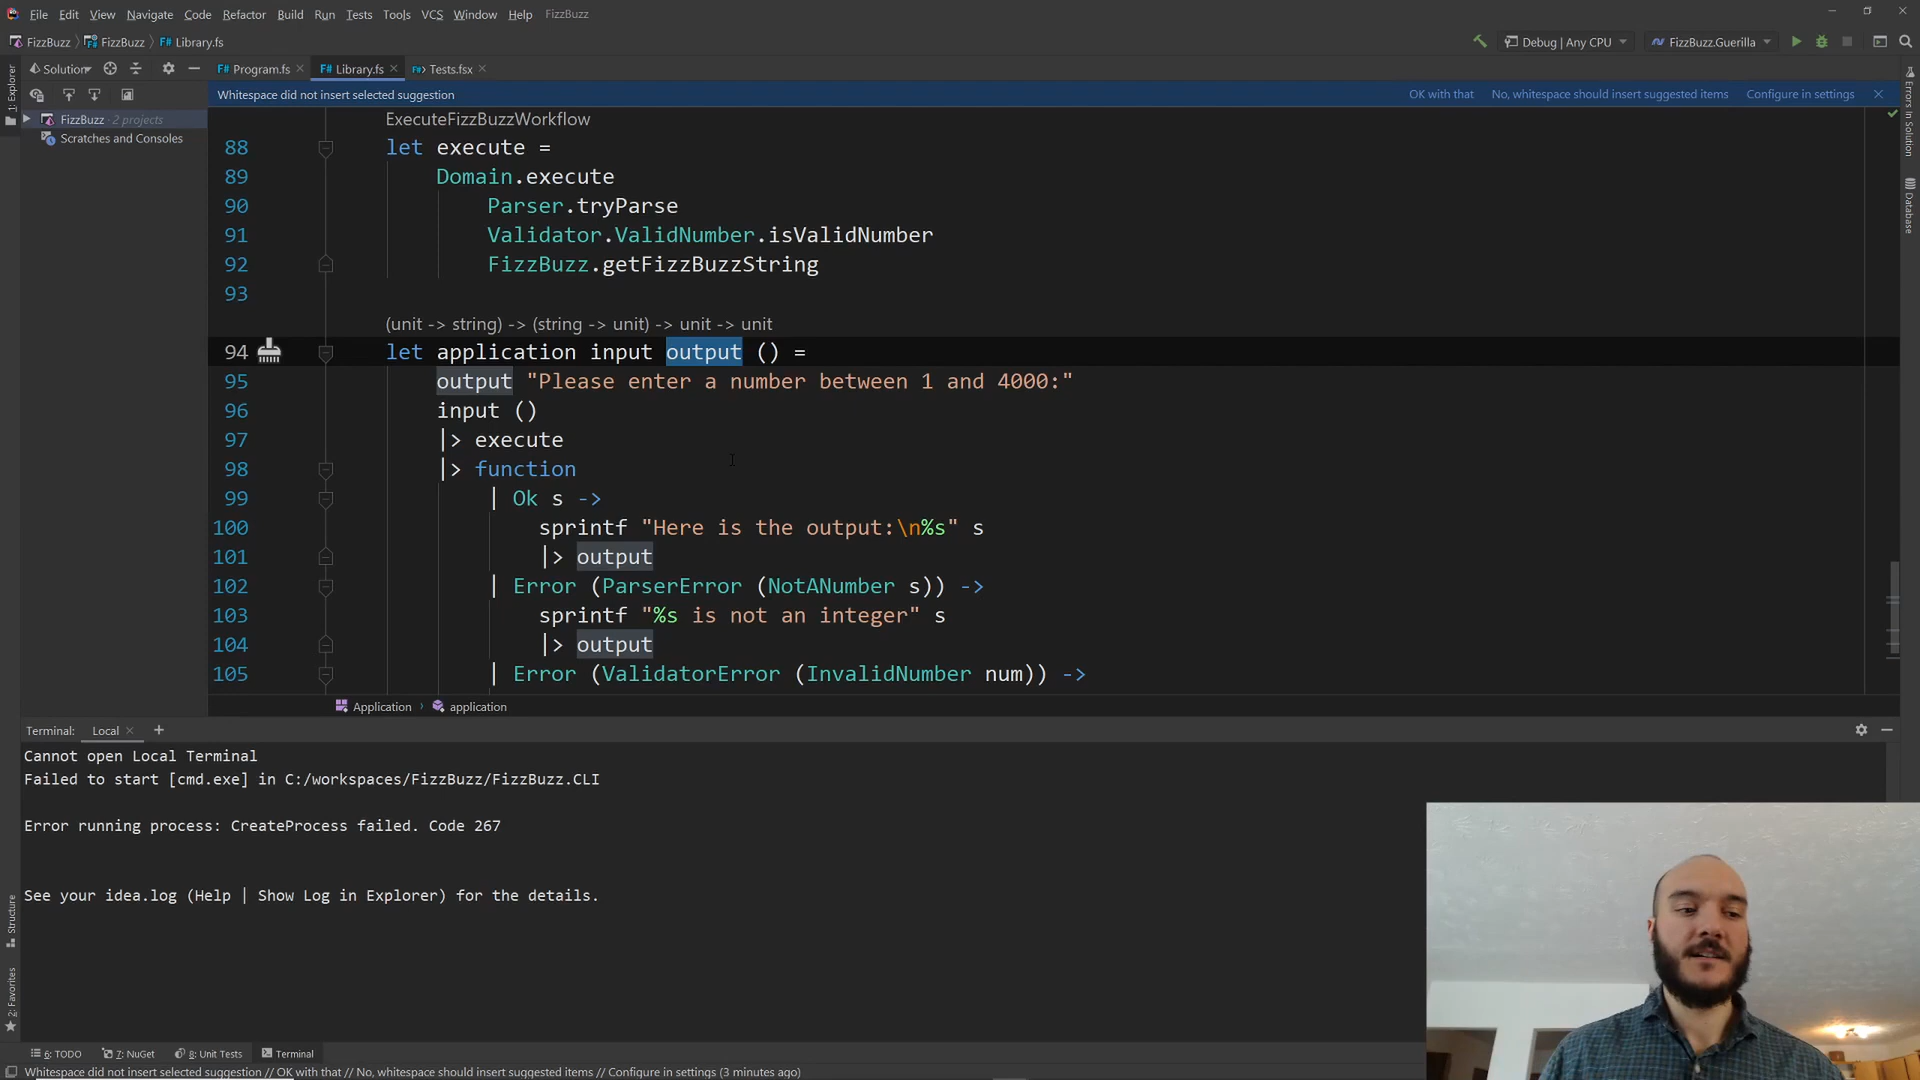 File Edit View Navigate Code Refactor Build Run Tests Tools VCS Window Help FizzBuzz
FizzBuzz FizzBuzz Library.fs Debug | Any CPU FizzBuzz.Guerilla
Solution Program.fs Library.fs Tests.fsx
Whitespace did not insert selected suggestion OK with that No, whitespace should insert suggested items Configure in settings
1: Explorer
FizzBuzz · 2 projects
Scratches and Consoles
Errors In Solution
Database
ExecuteFizzBuzzWorkflow
88 let execute =
89 Domain.execute
90 Parser.tryParse
91 Validator.ValidNumber.isValidNumber
92 FizzBuzz.getFizzBuzzString
93
(unit -> string) -> (string -> unit) -> unit -> unit
94 let application input output () =
95 output "Please enter a number between 1 and 4000:"
96 input ()
97 |> execute
98 |> function
99 | Ok s ->
100 sprintf "Here is the output:\n%s" s
101 |> output
102 | Error (ParserError (NotANumber s)) ->
103 sprintf "%s is not an integer" s
104 |> output
105 | Error (ValidatorError (InvalidNumber num)) ->
Application › application
Terminal: Local +
Cannot open Local Terminal
Failed to start [cmd.exe] in C:/workspaces/FizzBuzz/FizzBuzz.CLI
Error running process: CreateProcess failed. Code 267
See your idea.log (Help | Show Log in Explorer) for the details.
Structure
2: Favorites
6: TODO 7: NuGet 8: Unit Tests Terminal
Whitespace did not insert selected suggestion // OK with that // No, whitespace should insert suggested items // Configure in settings (3 minutes ago)